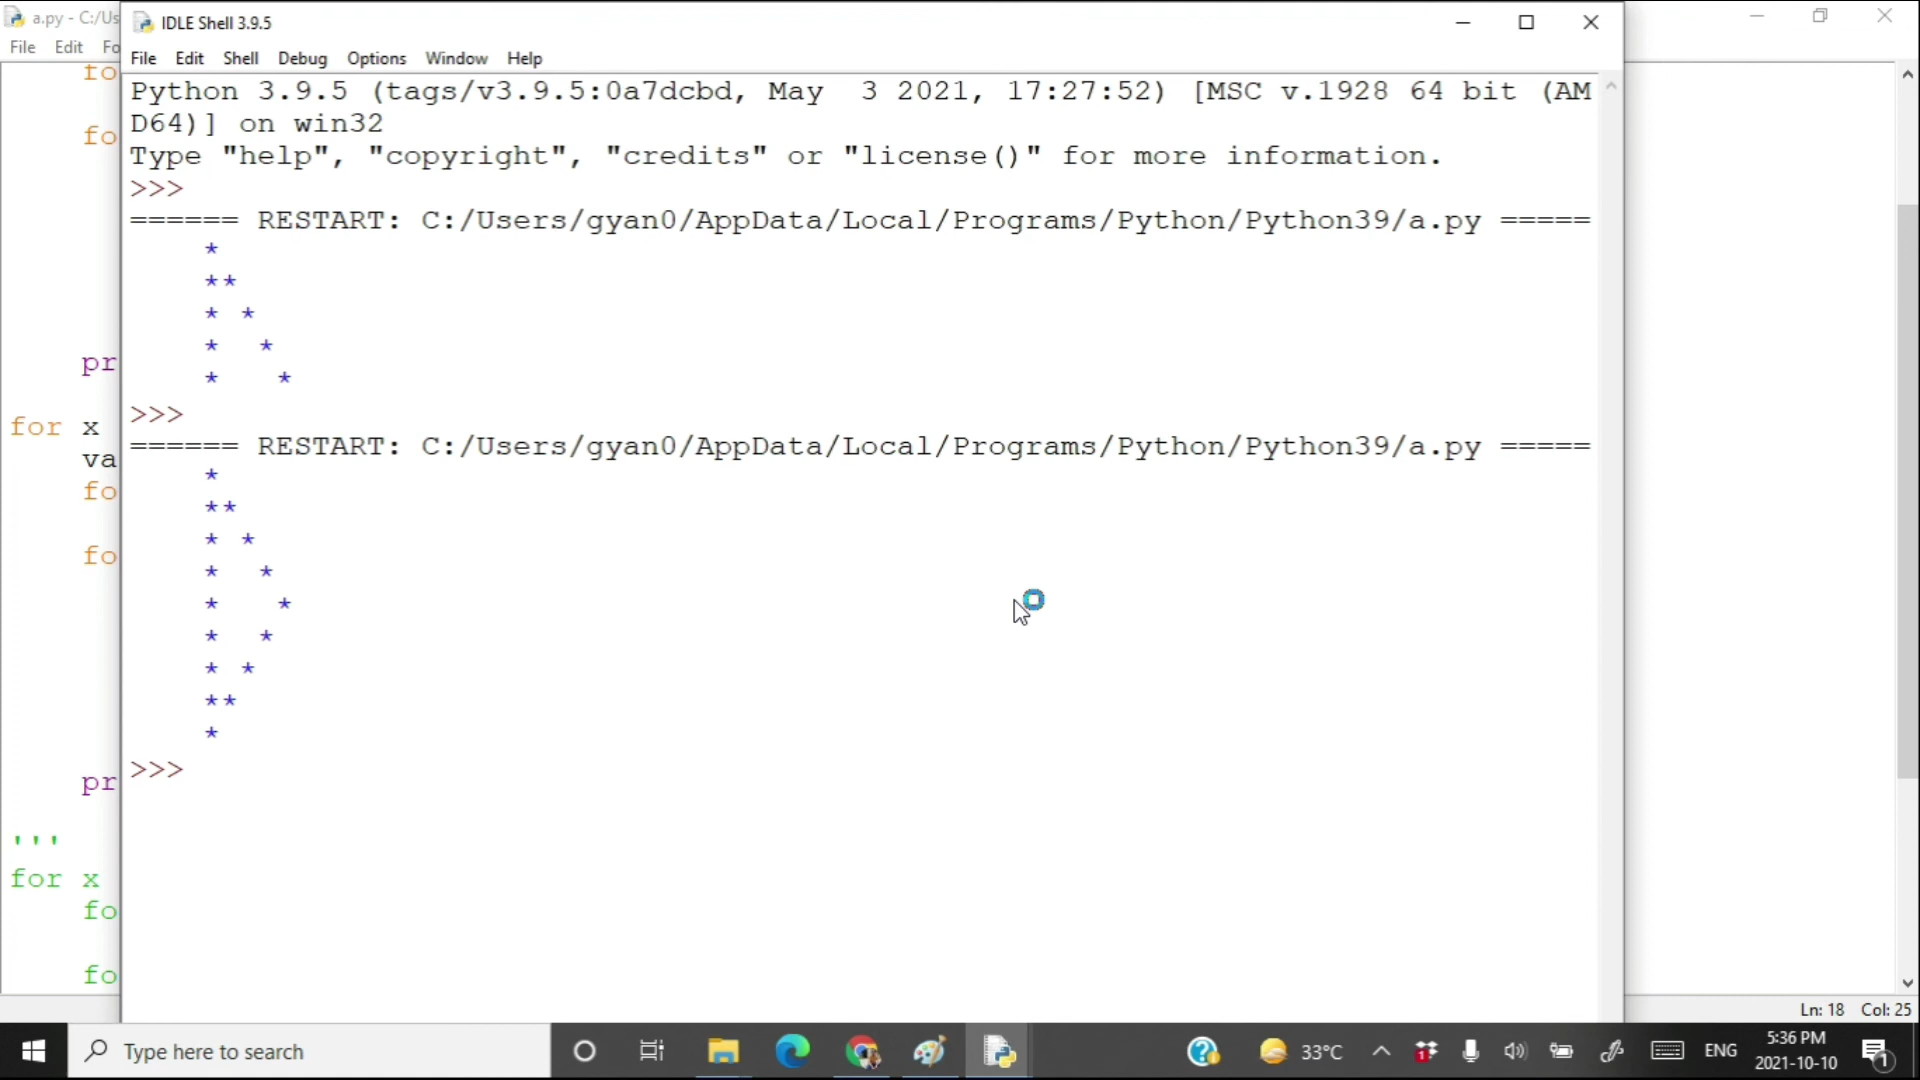 a.py - C:/Us
File Edit Fo
IDLE Shell 3.9.5
File Edit Shell Debug Options Window Help
Python 3.9.5 (tags/v3.9.5:0a7dcbd, May  3 2021, 17:27:52) [MSC v.1928 64 bit (AM
D64)] on win32
Type "help", "copyright", "credits" or "license()" for more information.
>>>
====== RESTART: C:/Users/gyan0/AppData/Local/Programs/Python/Python39/a.py =====
    *
    **
    * *
    *  *
    *   *
>>>
====== RESTART: C:/Users/gyan0/AppData/Local/Programs/Python/Python39/a.py =====
    *
    **
    * *
    *  *
    *   *
    *  *
    * *
    **
    *
>>>
fo
fo
pr
for x
va
fo
fo
pr
'''
for x
fo
fo
Ln: 18 Col: 25
Type here to search
33°C
ENG
5:36 PM
2021-10-10
1
1